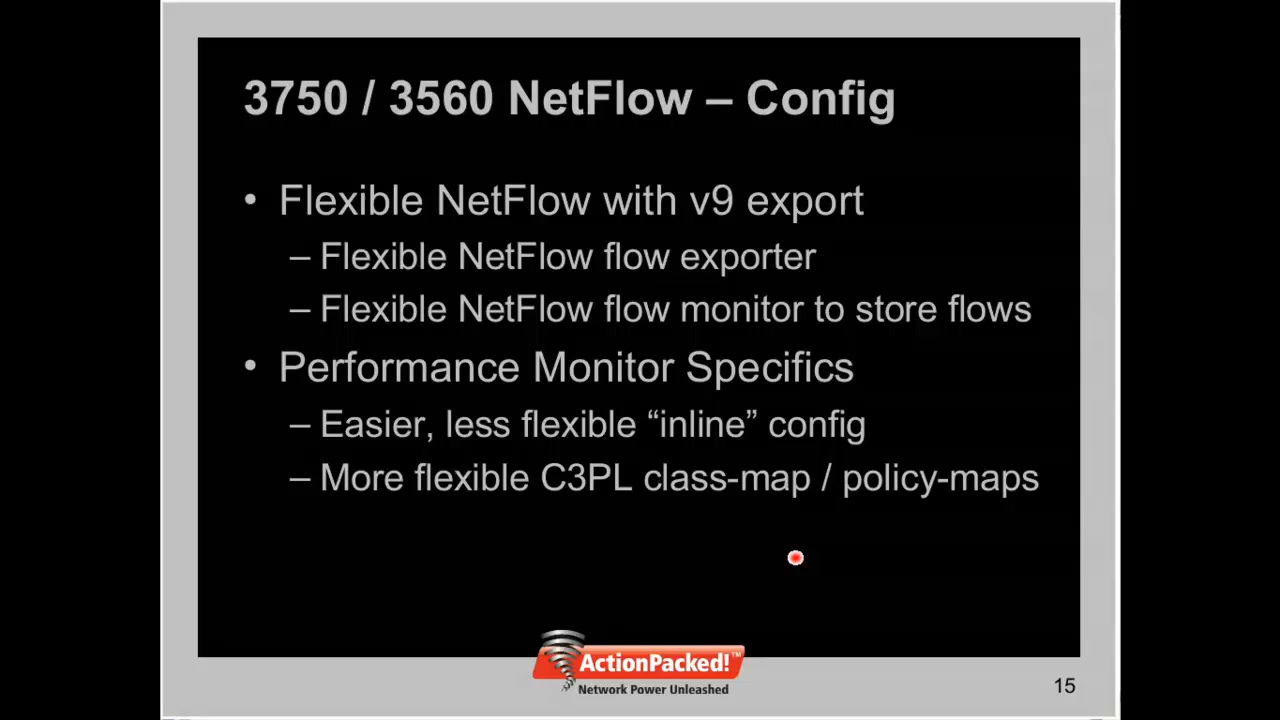 3750 / 3560 NetFlow – Config
• Flexible NetFlow with v9 export
– Flexible NetFlow flow exporter
– Flexible NetFlow flow monitor to store flows
• Performance Monitor Specifics
– Easier, less flexible “inline” config
– More flexible C3PL class-map / policy-maps
ActionPacked!™
Network Power Unleashed
15